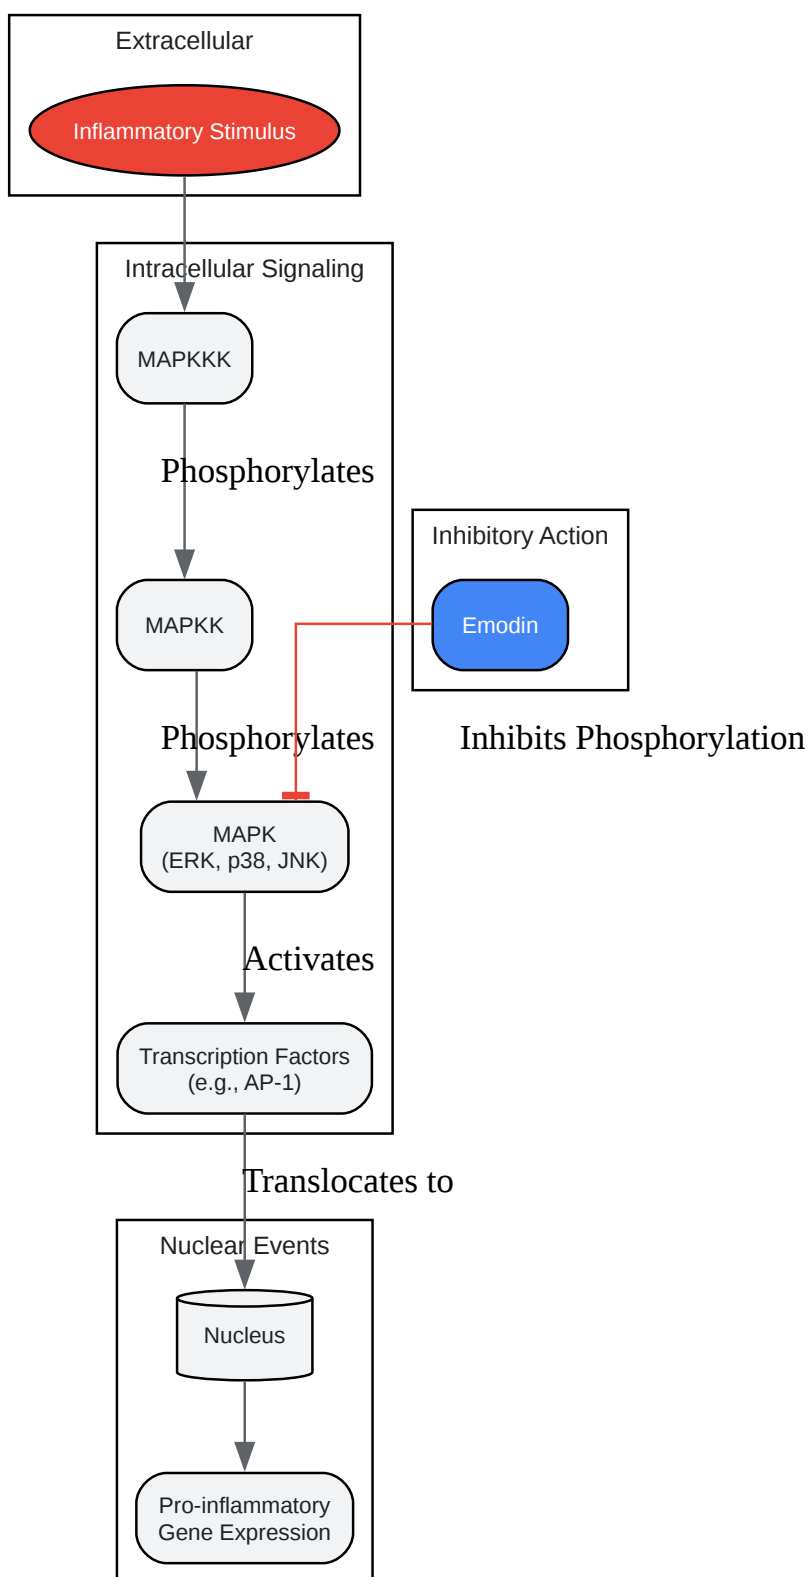 Extracellular
Inflammatory Stimulus
Intracellular Signaling
MAPKKK
Phosphorylates
Inhibitory Action
MAPKK
Emodin
Phosphorylates
Inhibits Phosphorylation
MAPK
(ERK, p38, JNK)
Activates
Transcription Factors
(e.g., AP-1)
Translocates to
Nuclear Events
Nucleus
Pro-inflammatory
Gene Expression